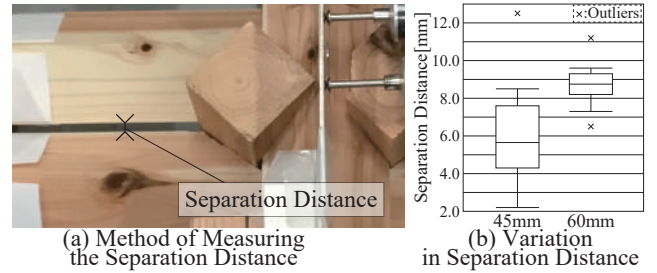 Separation Distance
(a) Method of Measuring
the Separation Distance
Separation Distance[mm]
12.0
10.0
8.0
6.0
4.0
2.0
×:Outliers
45mm 60mm
(b) Variation
in Separation Distance